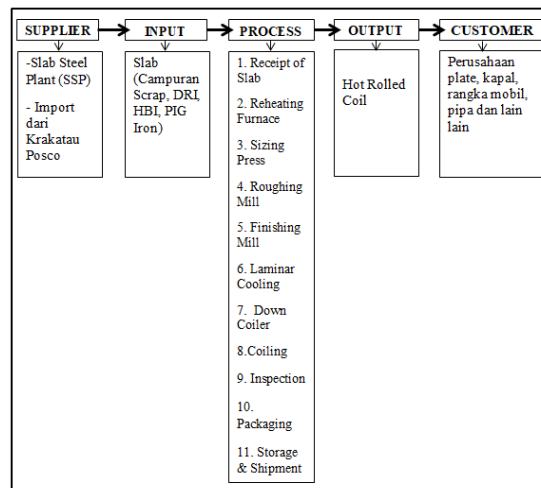 SUPPLIER
INPUT
PROCESS
OUTPUT
CUSTOMER
-Slab Steel
Plant (SSP)
- Import
dari
Krakatau
Posco
Slab
(Campuran
Scrap, DRI,
HBI, PIG
Iron)
1. Receipt of
Slab
2. Reheating
Furnace
3. Sizing
Press
4. Roughing
Mill
5. Finishing
Mill
6. Laminar
Cooling
7. Down
Coiler
8.Coiling
9. Inspection
10.
Packaging
11. Storage
& Shipment
Hot Rolled
Coil
Perusahaan
plate, kapal,
rangka mobil,
pipa dan lain
lain